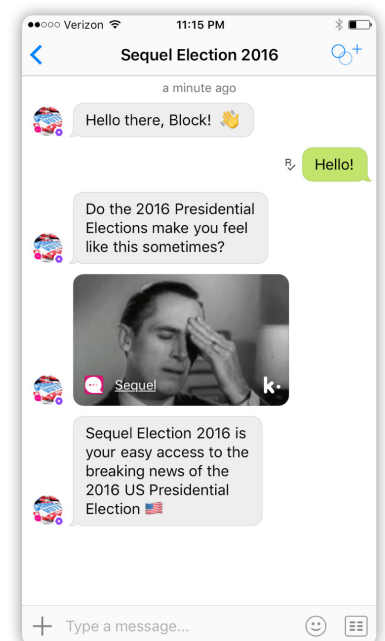 Verizon 11:15 PM
Sequel Election 2016
a minute ago
Hello there, Block! 👋
R Hello!
Do the 2016 Presidential
Elections make you feel
like this sometimes?
Sequel k.
Sequel Election 2016 is
your easy access to the
breaking news of the
2016 US Presidential
Election 🇺🇸
Type a message...